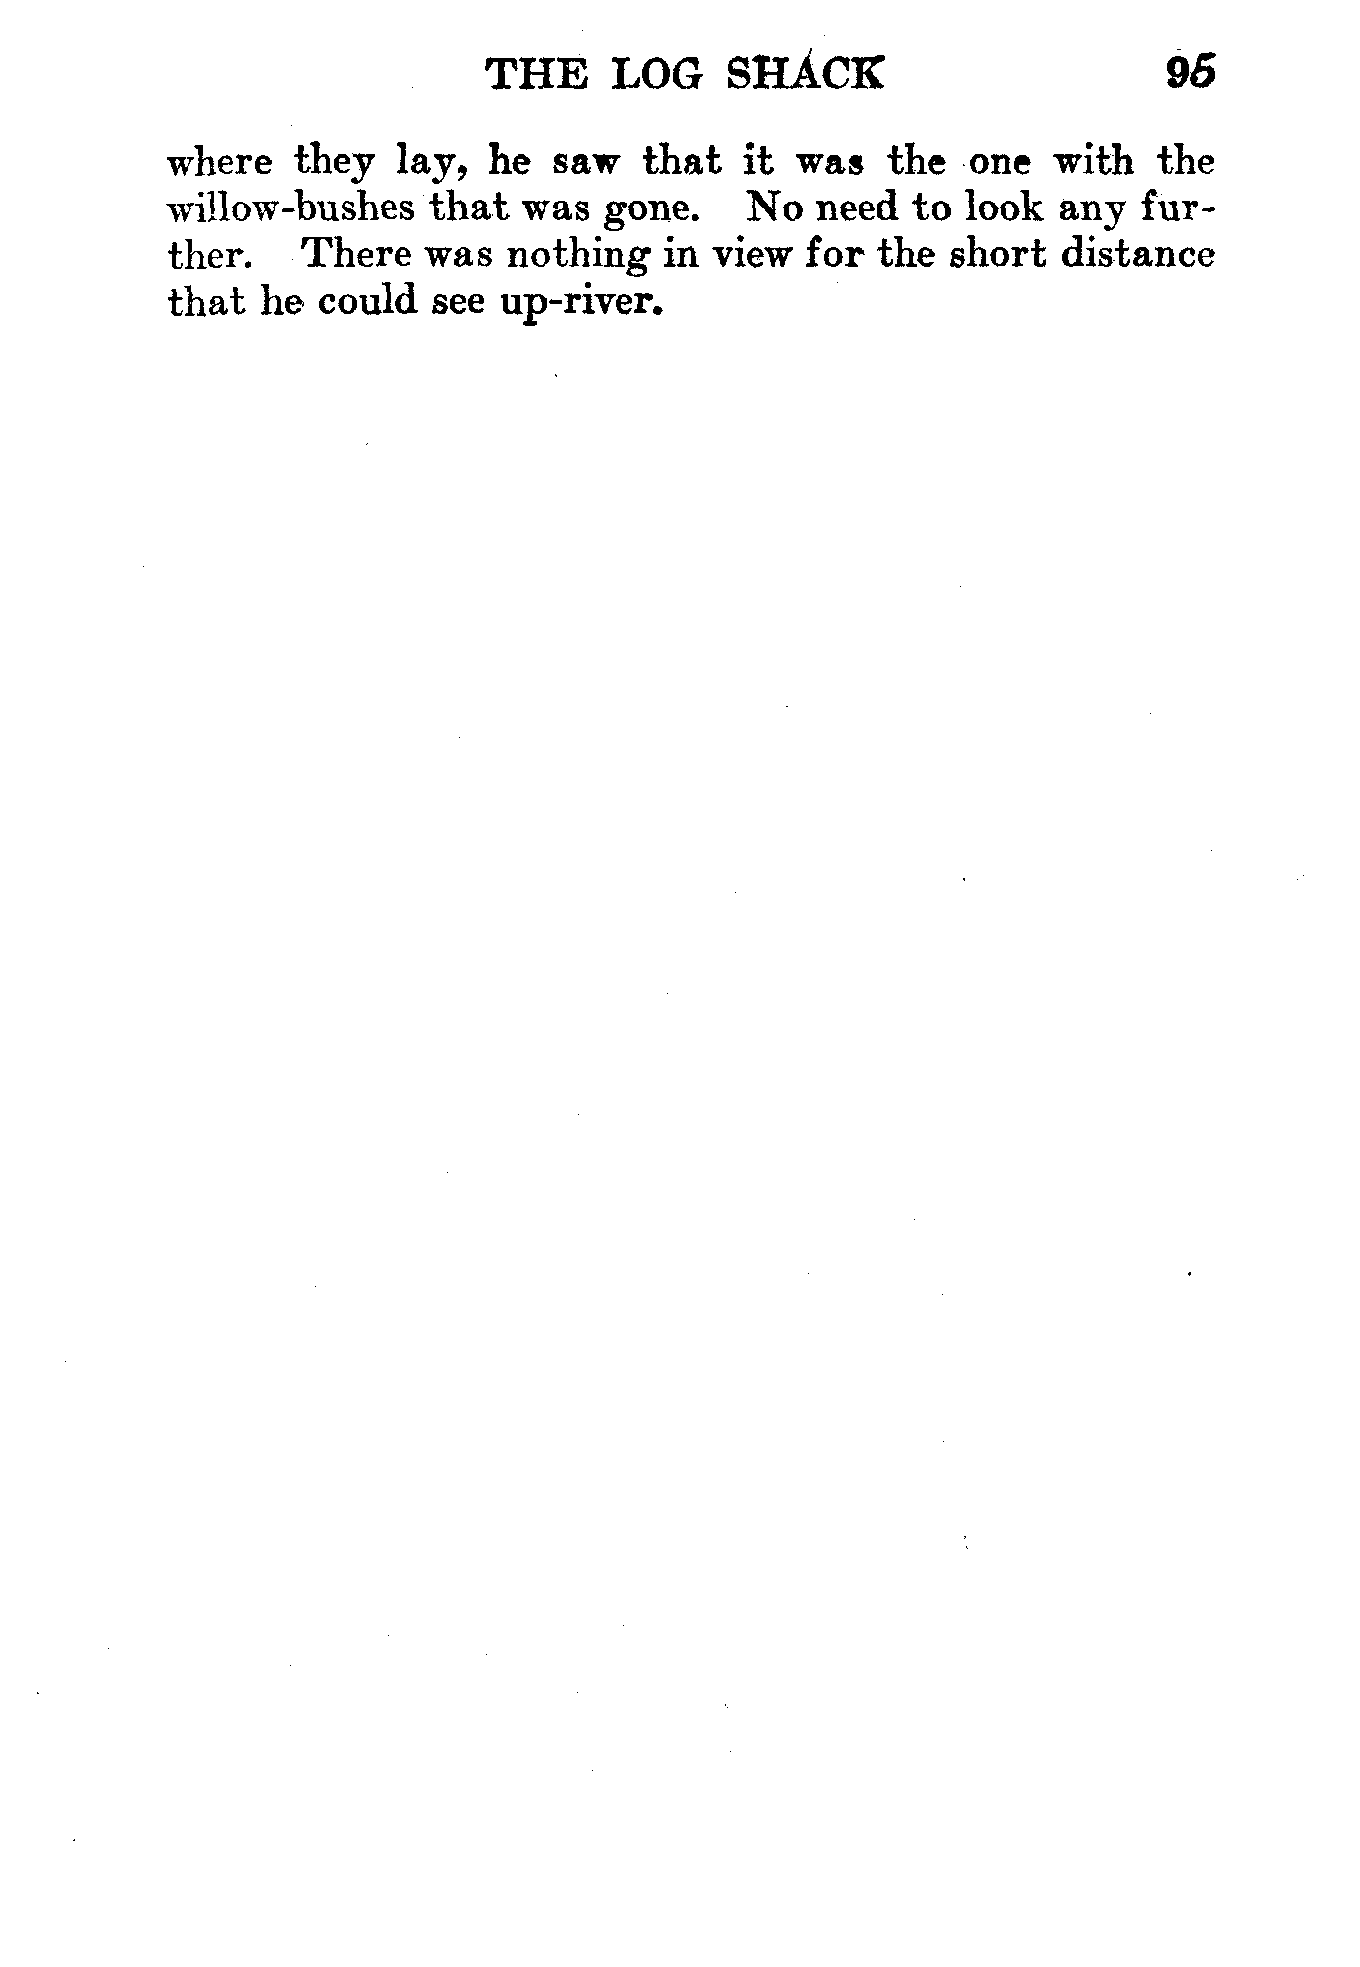 THE LOG SHACK 95
where they lay, he saw that it was the one with the
willow-bushes that was gone. No need to look any fur-
ther. There was nothing in view for the short distance
that he could see up-river.